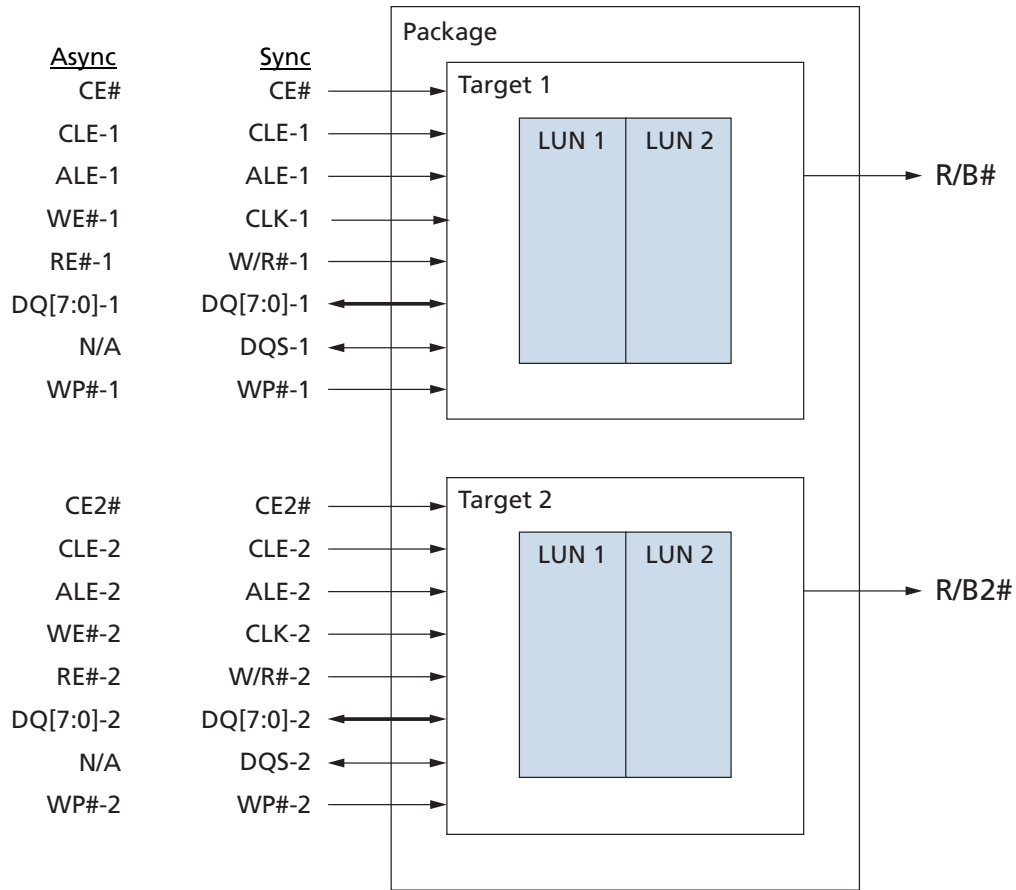 Package
Async Sync
CE# CE# Target 1
CLE-1 CLE-1 LUN 1 LUN 2
ALE-1 ALE-1 R/B#
WE#-1 CLK-1
RE#-1 W/R#-1
DQ[7:0]-1 DQ[7:0]-1
N/A DQS-1
WP#-1 WP#-1
CE2# CE2# Target 2
CLE-2 CLE-2 LUN 1 LUN 2
ALE-2 ALE-2 R/B2#
WE#-2 CLK-2
RE#-2 W/R#-2
DQ[7:0]-2 DQ[7:0]-2
N/A DQS-2
WP#-2 WP#-2